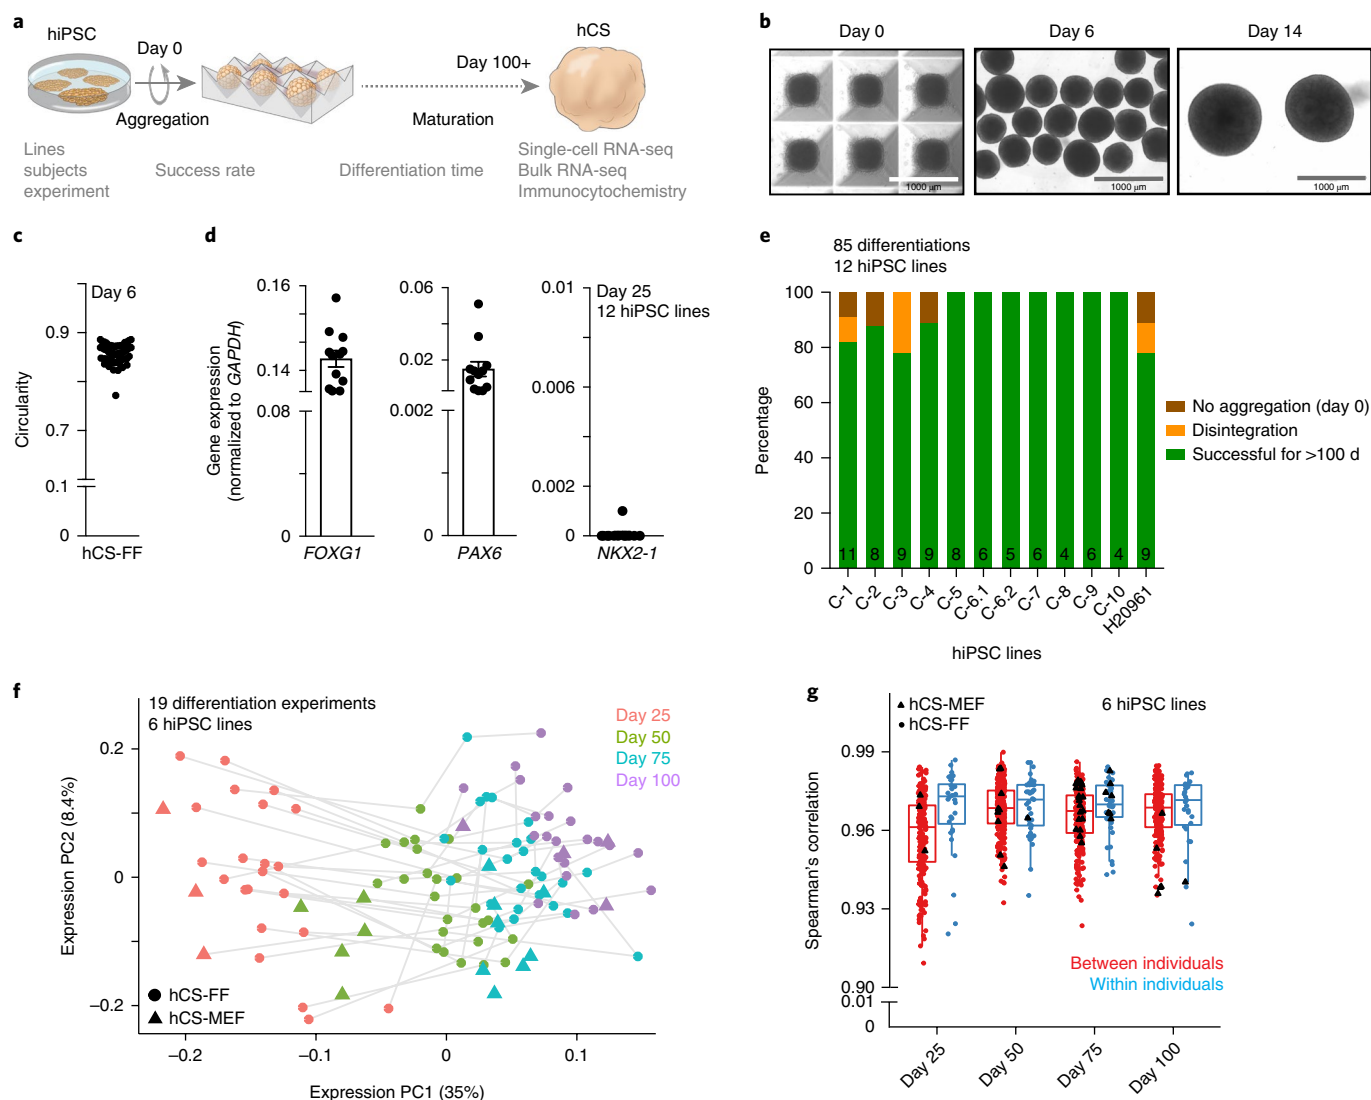 a
hiPSC
Day 0
Aggregation
Day 100+
Maturation
hCS
Lines
subjects
experiment
Success rate
Differentiation time
Single-cell RNA-seq
Bulk RNA-seq
Immunocytochemistry
b
Day 0
Day 6
Day 14
1000 μm
1000 μm
1000 μm
c
Day 6
Circularity
0.9
0.7
0.1
0
hCS-FF
d
Gene expression
(normalized to GAPDH)
0.16
0.14
0.08
0
FOXG1
0.06
0.02
0.002
0
PAX6
0.01
0.006
0.002
0
Day 25
12 hiPSC lines
NKX2-1
e
85 differentiations
12 hiPSC lines
Percentage
100
80
60
40
20
0
11 8 9 9 8 6 5 6 4 6 4 9
C-1 C-2 C-3 C-4 C-5 C-6.1 C-6.2 C-7 C-8 C-9 C-10 H20961
hiPSC lines
No aggregation (day 0)
Disintegration
Successful for >100 d
f
19 differentiation experiments
6 hiPSC lines
Day 25
Day 50
Day 75
Day 100
Expression PC2 (8.4%)
0.2
0
–0.2
hCS-FF
hCS-MEF
–0.2 –0.1 0 0.1
Expression PC1 (35%)
g
hCS-MEF
hCS-FF
6 hiPSC lines
Spearman's correlation
0.99
0.96
0.93
0.90
0.01
0
Between individuals
Within individuals
Day 25 Day 50 Day 75 Day 100